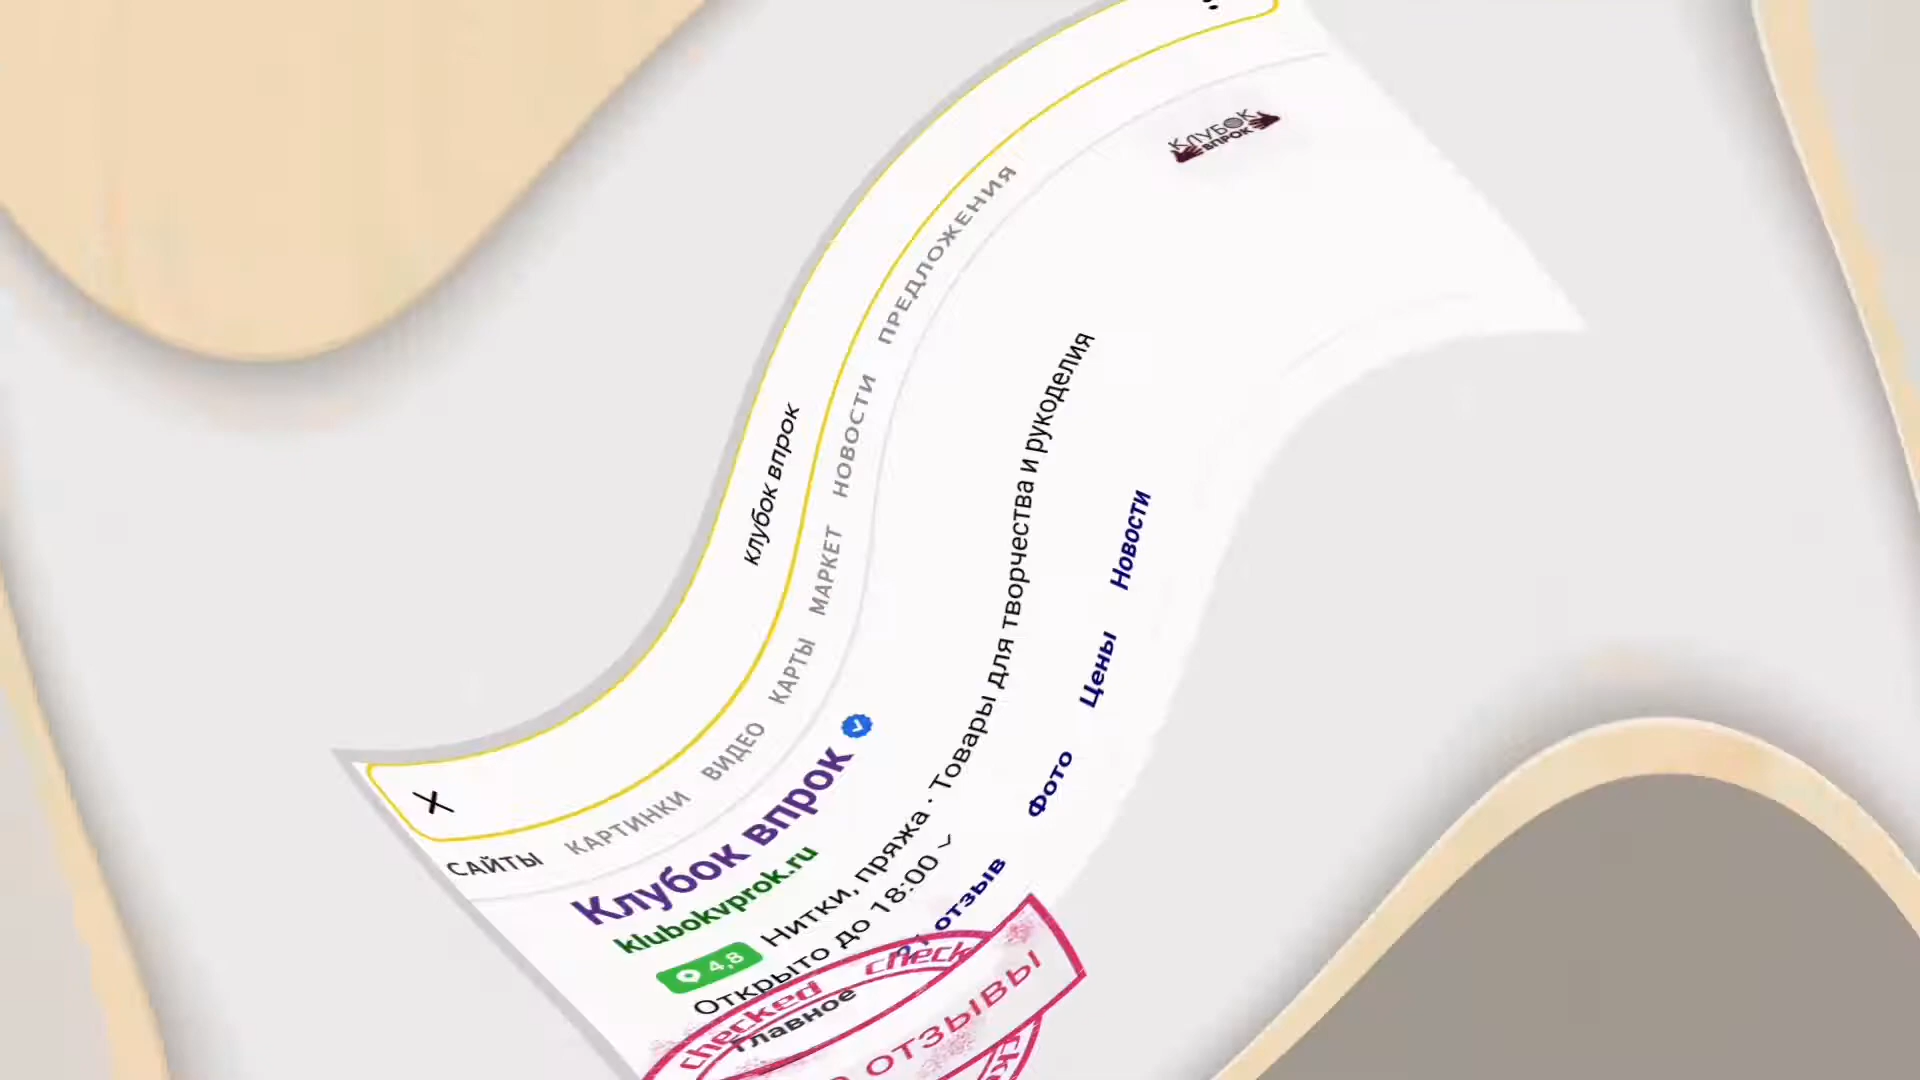 клубок впрок
САЙТЫ КАРТИНКИ ВИДЕО КАРТЫ МАРКЕТ НОВОСТИ ПРЕДЛОЖЕНИЯ
КЛУБОК
ВПРОК
Клубок впрок
klubokvprok.ru
4,8 Нитки, пряжа · Товары для творчества и рукоделия
Открыто до 18:00
Главное отзыв Фото Цены Новости
checked check
ОТЗЫВЫ